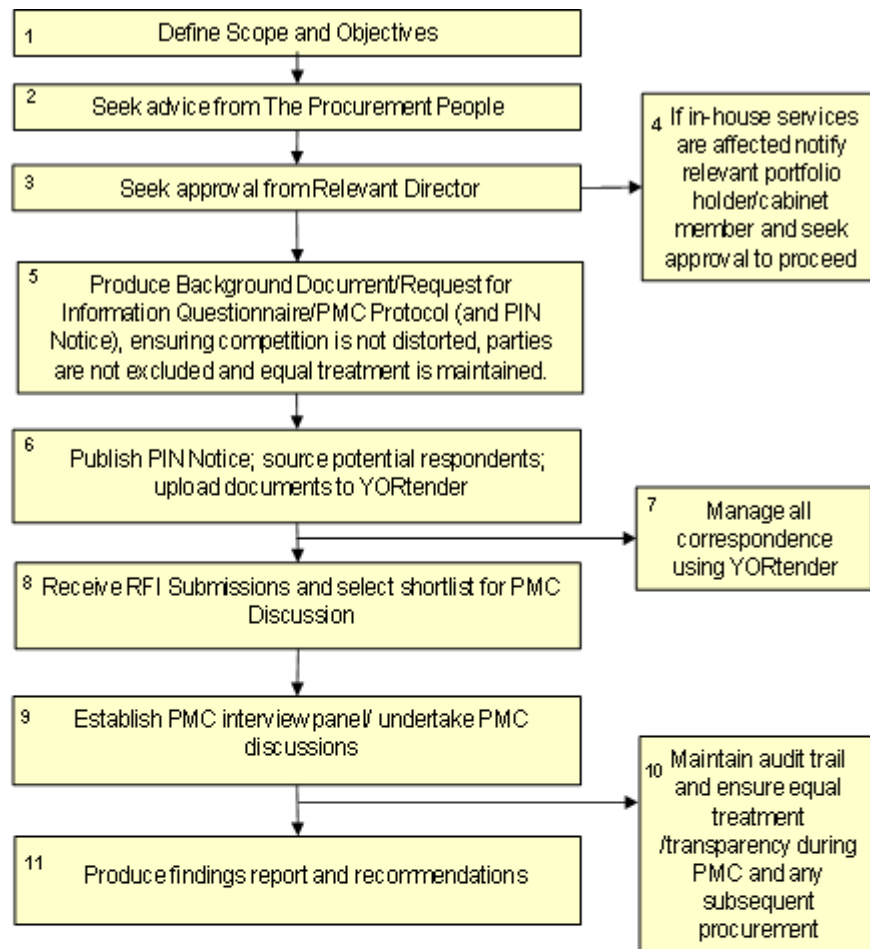 1
Define Scope and Objectives
2
Seek advice from The Procurement People
3
Seek approval from Relevant Director
4
If in-house services
are affected notify
relevant portfolio
holder/cabinet
member and seek
approval to proceed
5
Produce Background Document/Request for
Information Questionnaire/PMC Protocol (and PIN
Notice), ensuring competition is not distorted, parties
are not excluded and equal treatment is maintained.
6
Publish PIN Notice; source potential respondents;
upload documents to YORtender
7
Manage all
correspondence
using YORtender
8
Receive RFI Submissions and select shortlist for PMC
Discussion
9
Establish PMC interview panel/ undertake PMC
discussions
10
Maintain audit trail
and ensure equal
treatment
/transparency during
PMC and any
subsequent
procurement
11
Produce findings report and recommendations